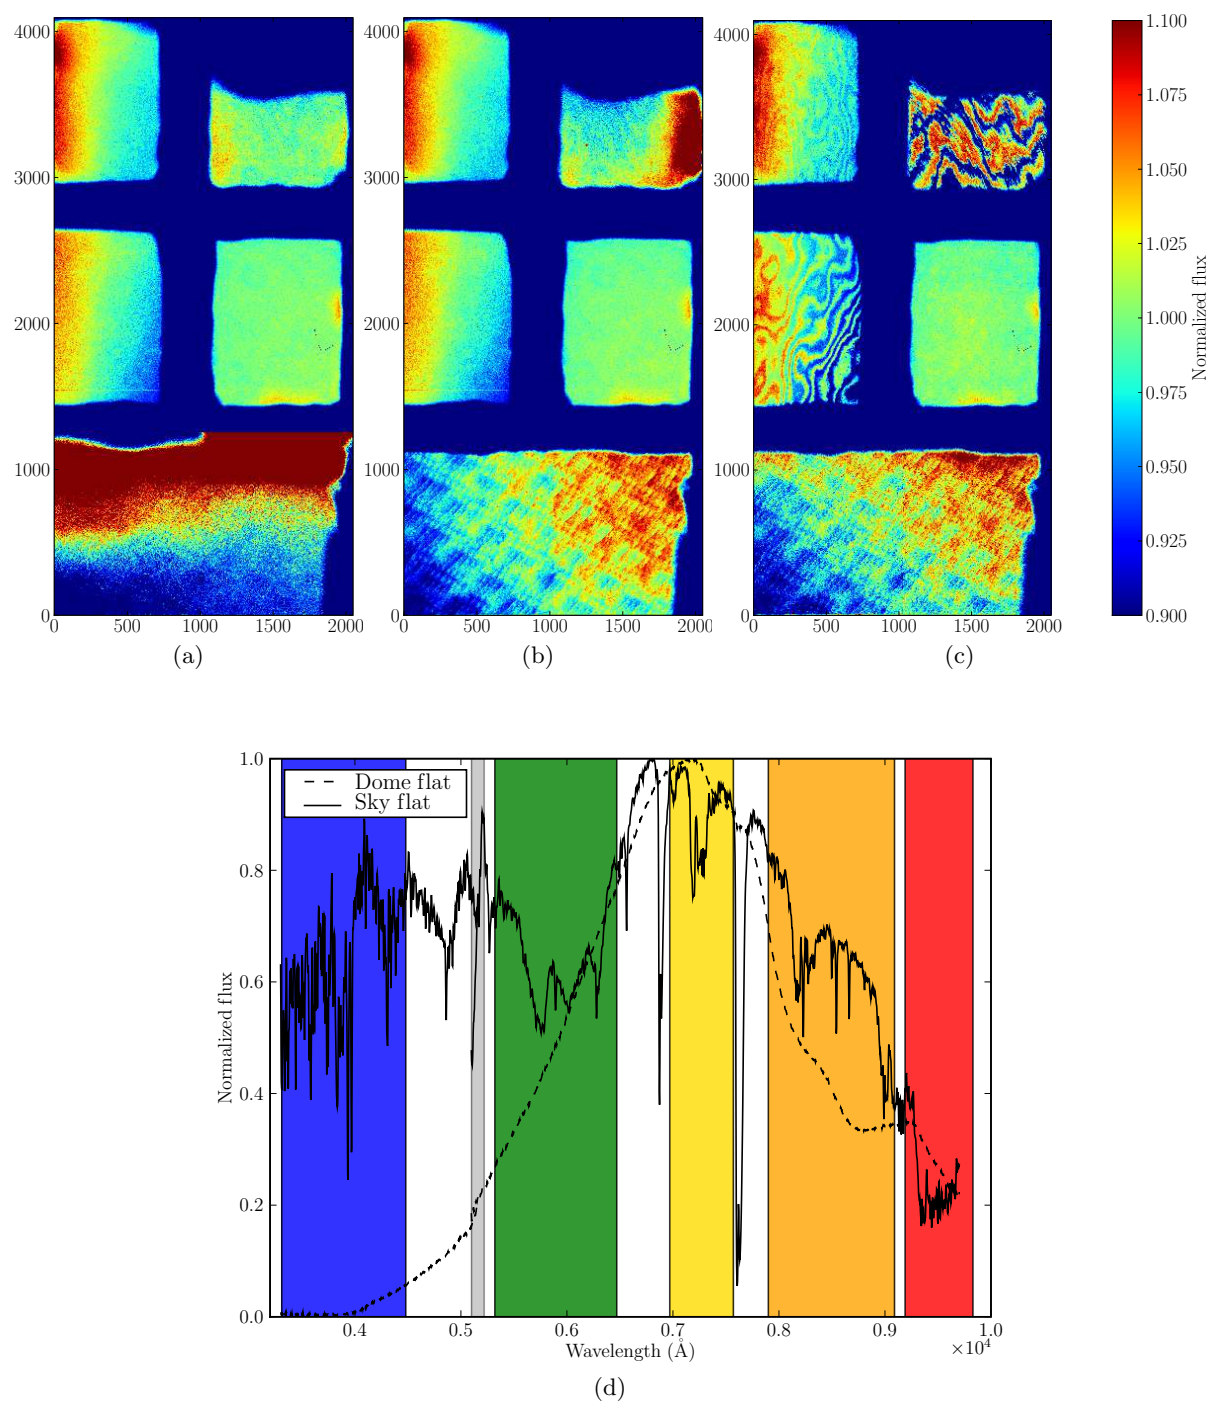 4000
3000
2000
1000
0
0 500 1000 1500 2000
(a)
4000
3000
2000
1000
0
0 500 1000 1500 2000
(b)
4000
3000
2000
1000
0
0 500 1000 1500 2000
(c)
1.100
1.075
1.050
1.025
1.000
0.975
0.950
0.925
0.900
Normalized flux
1.0
0.8
0.6
0.4
0.2
0.0
Normalized flux
Dome flat
Sky flat
0.4 0.5 0.6 0.7 0.8 0.9 1.0
×10⁴
Wavelength (Å)
(d)